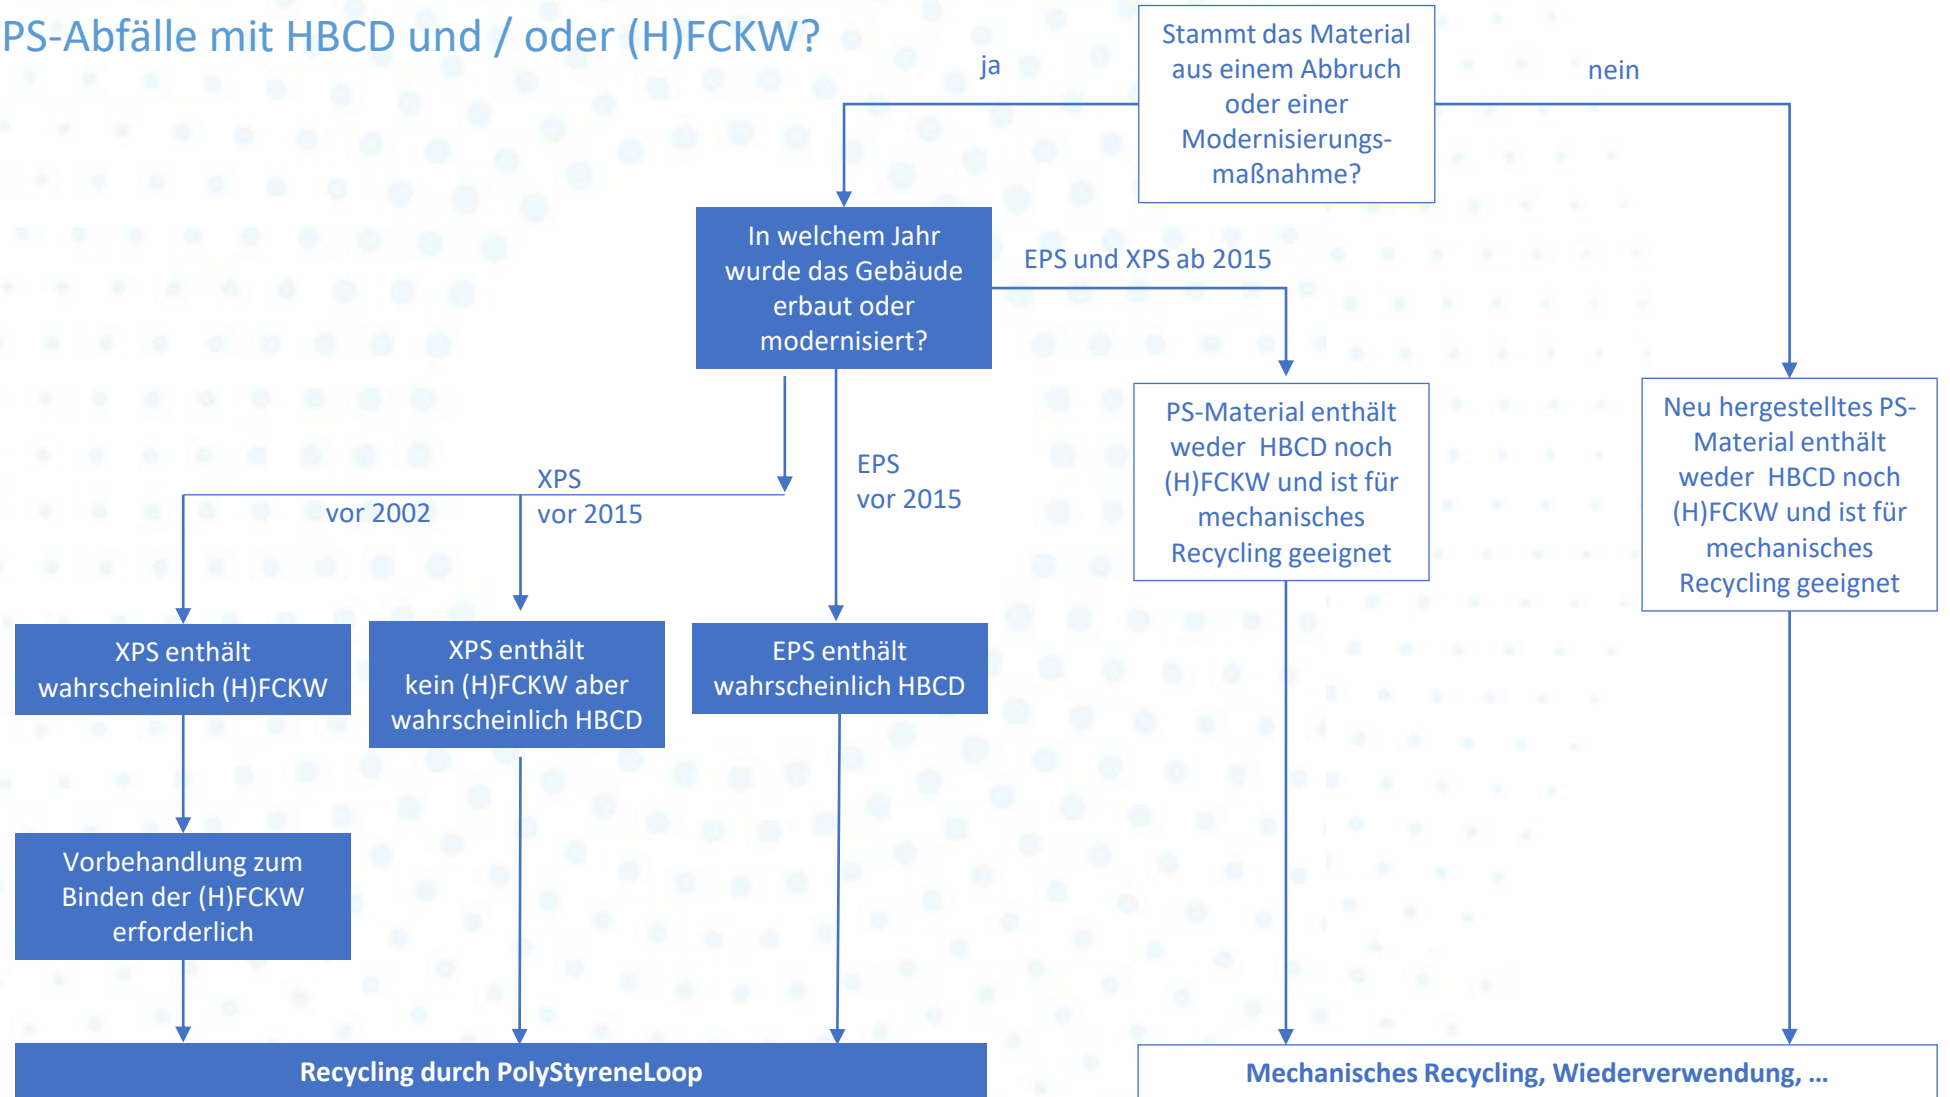 PS-Abfälle mit HBCD und / oder (H)FCKW?
Stammt das Material
aus einem Abbruch
oder einer
Modernisierungs-
maßnahme?
ja
nein
In welchem Jahr
wurde das Gebäude
erbaut oder
modernisiert?
EPS und XPS ab 2015
PS-Material enthält
weder HBCD noch
(H)FCKW und ist für
mechanisches
Recycling geeignet
Neu hergestelltes PS-
Material enthält
weder HBCD noch
(H)FCKW und ist für
mechanisches
Recycling geeignet
vor 2002
XPS
vor 2015
EPS
vor 2015
XPS enthält
wahrscheinlich (H)FCKW
XPS enthält
kein (H)FCKW aber
wahrscheinlich HBCD
EPS enthält
wahrscheinlich HBCD
Vorbehandlung zum
Binden der (H)FCKW
erforderlich
Recycling durch PolyStyreneLoop
Mechanisches Recycling, Wiederverwendung, …